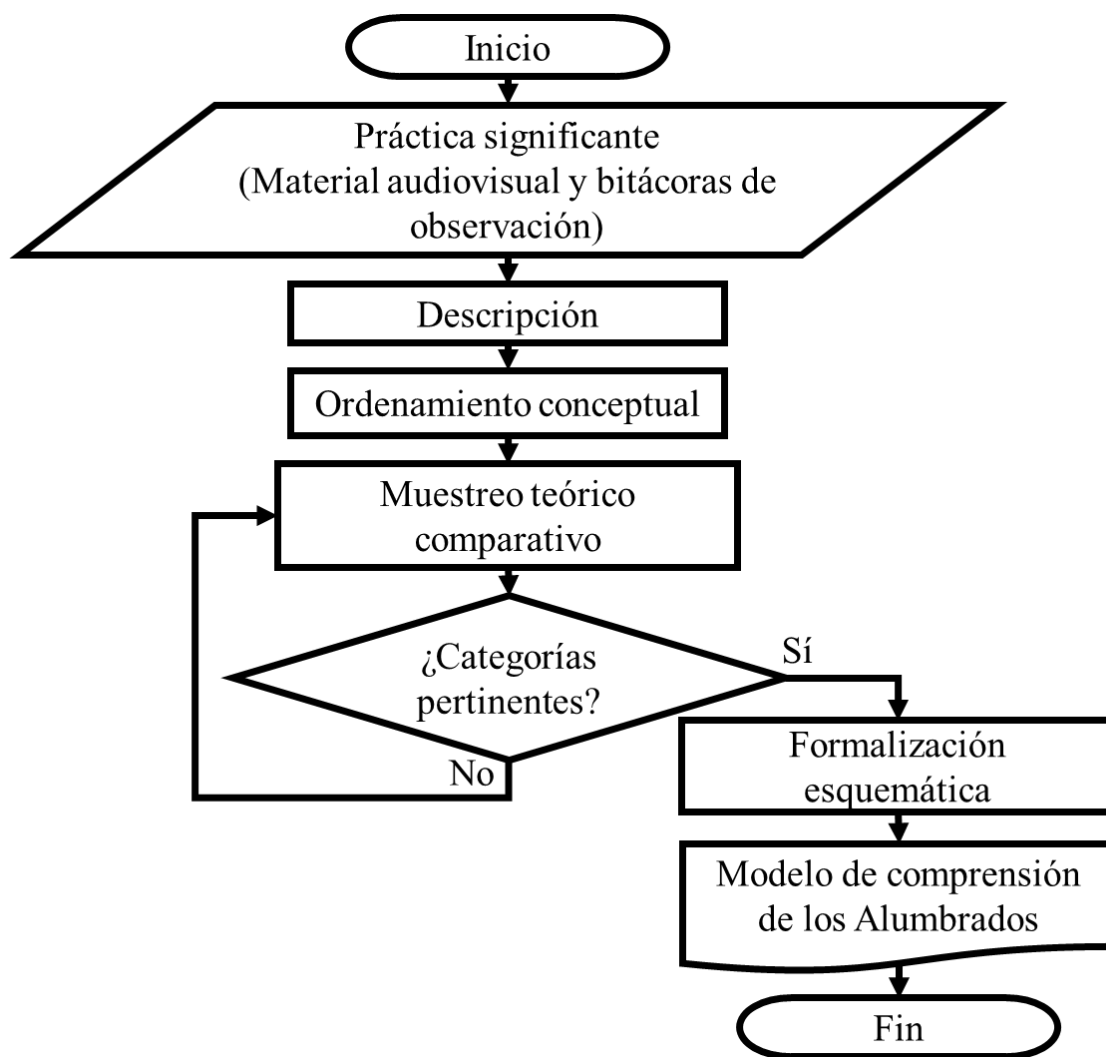 Inicio
Práctica significante
(Material audiovisual y bitácoras de
observación)
Descripción
Ordenamiento conceptual
Muestreo teórico
comparativo
¿Categorías
pertinentes?
Sí
No
Formalización
esquemática
Modelo de comprensión
de los Alumbrados
Fin